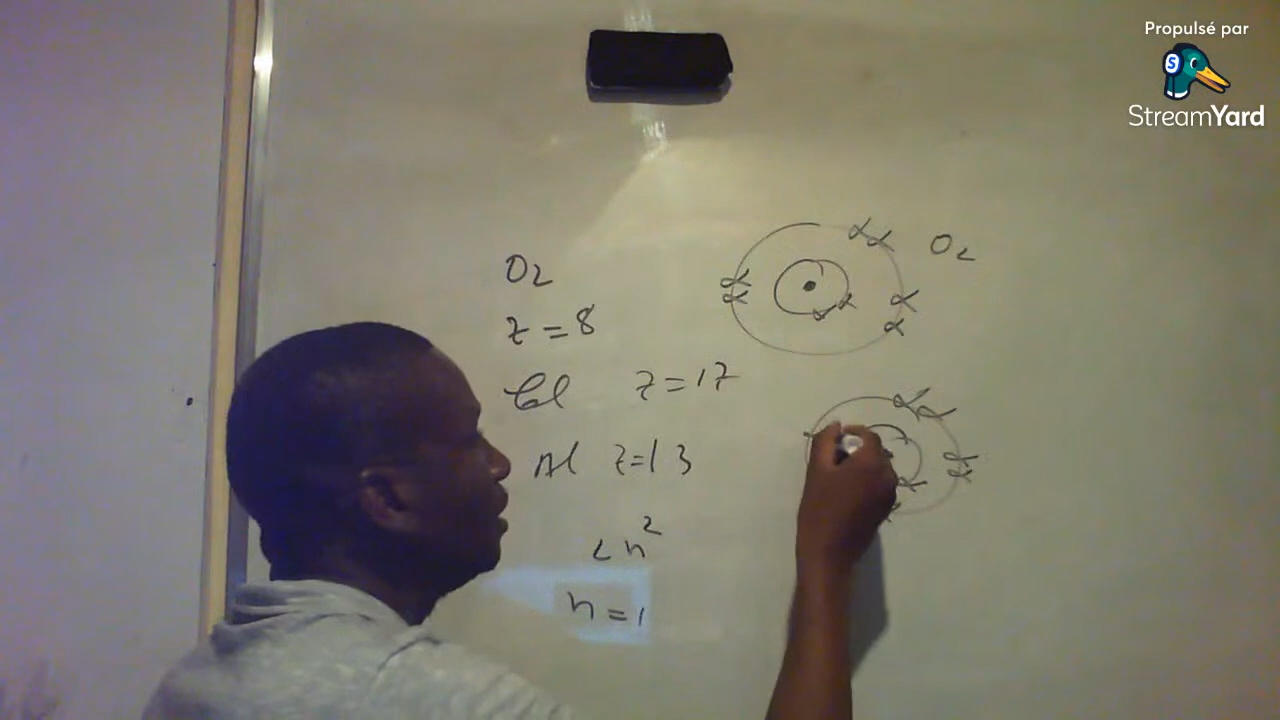 Propulsé par
StreamYard
O2
Z = 8
Cl Z = 17
Al Z = 13
2n²
n = 1
O2